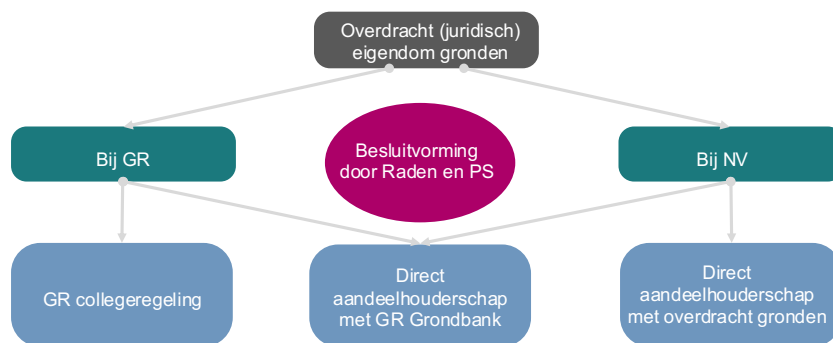 Overdracht (juridisch)
eigendom gronden
Bij GR
Besluitvorming
door Raden en PS
Bij NV
GR collegeregeling
Direct
aandeelhouderschap
met GR Grondbank
Direct
aandeelhouderschap
met overdracht gronden